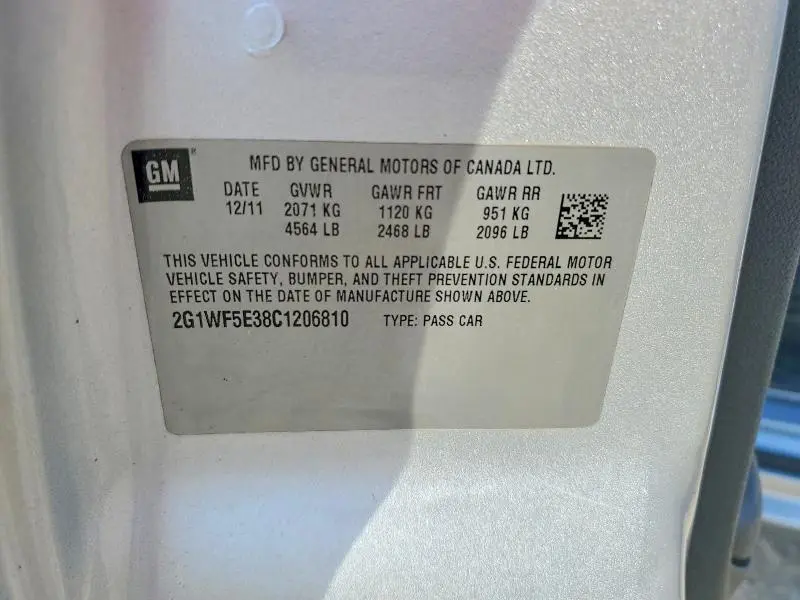 GM
MFD BY GENERAL MOTORS OF CANADA LTD.
DATE GVWR GAWR FRT GAWR RR
12/11 2071 KG 1120 KG 951 KG
4564 LB 2468 LB 2096 LB
THIS VEHICLE CONFORMS TO ALL APPLICABLE U.S. FEDERAL MOTOR
VEHICLE SAFETY, BUMPER, AND THEFT PREVENTION STANDARDS IN
EFFECT ON THE DATE OF MANUFACTURE SHOWN ABOVE.
2G1WF5E38C1206810 TYPE: PASS CAR